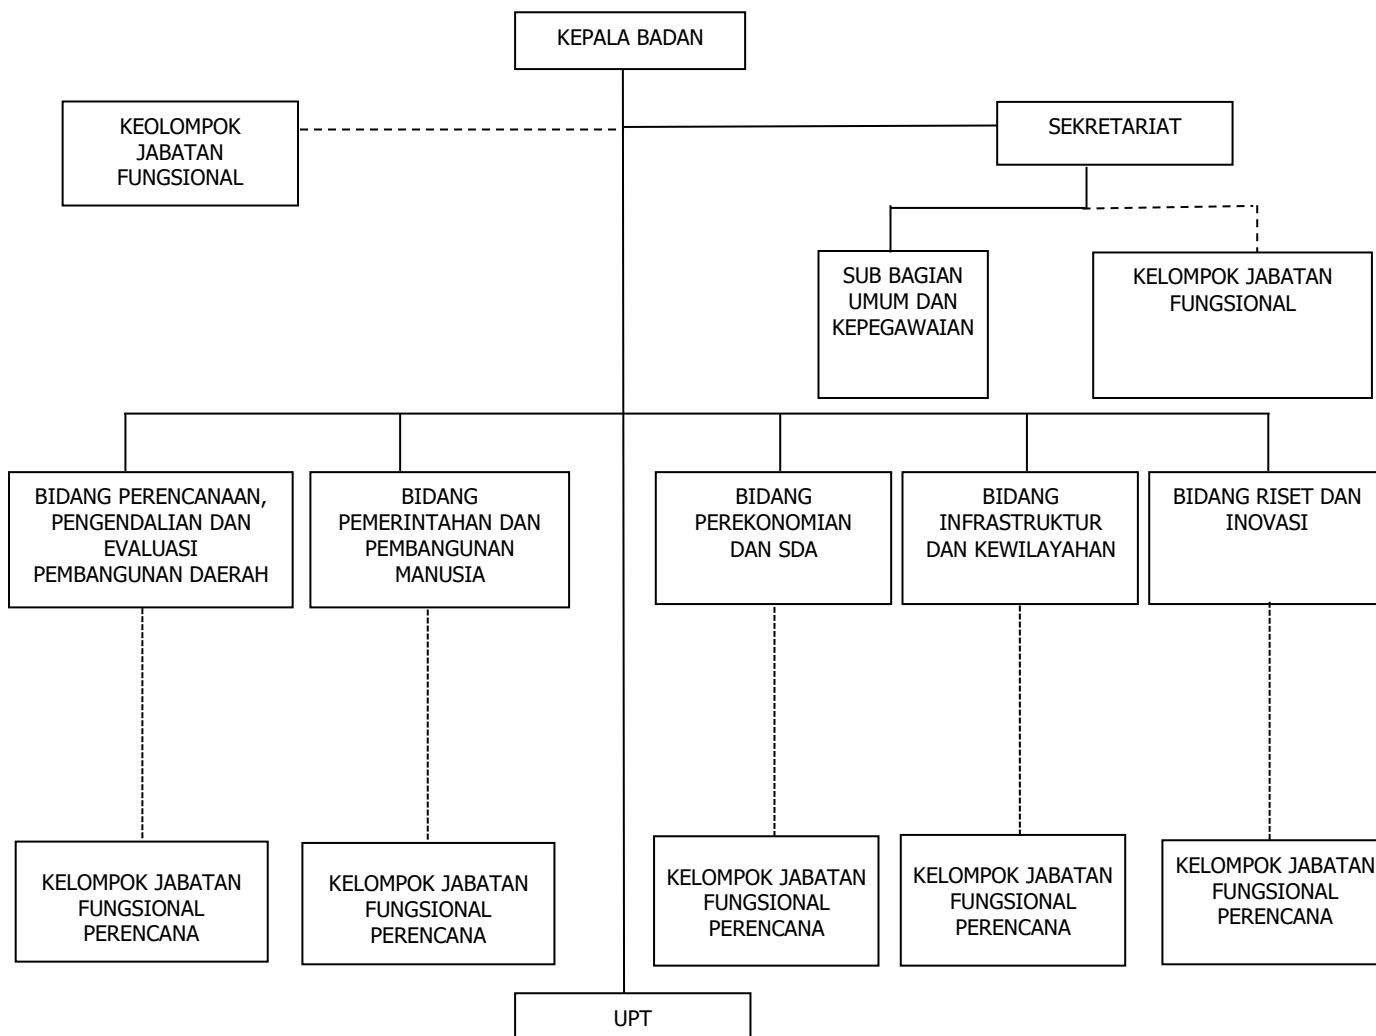 KEPALA BADAN
KEOLOMPOK
JABATAN
FUNGSIONAL
SEKRETARIAT
SUB BAGIAN
UMUM DAN
KEPEGAWAIAN
KELOMPOK JABATAN
FUNGSIONAL
BIDANG PERENCANAAN,
PENGENDALIAN DAN
EVALUASI
PEMBANGUNAN DAERAH
BIDANG
PEMERINTAHAN DAN
PEMBANGUNAN
MANUSIA
BIDANG
PEREKONOMIAN
DAN SDA
BIDANG
INFRASTRUKTUR
DAN KEWILAYAHAN
BIDANG RISET DAN
INOVASI
KELOMPOK JABATAN
FUNGSIONAL
PERENCANA
KELOMPOK JABATAN
FUNGSIONAL
PERENCANA
KELOMPOK JABATAN
FUNGSIONAL
PERENCANA
KELOMPOK JABATAN
FUNGSIONAL
PERENCANA
KELOMPOK JABATAN
FUNGSIONAL
PERENCANA
UPT